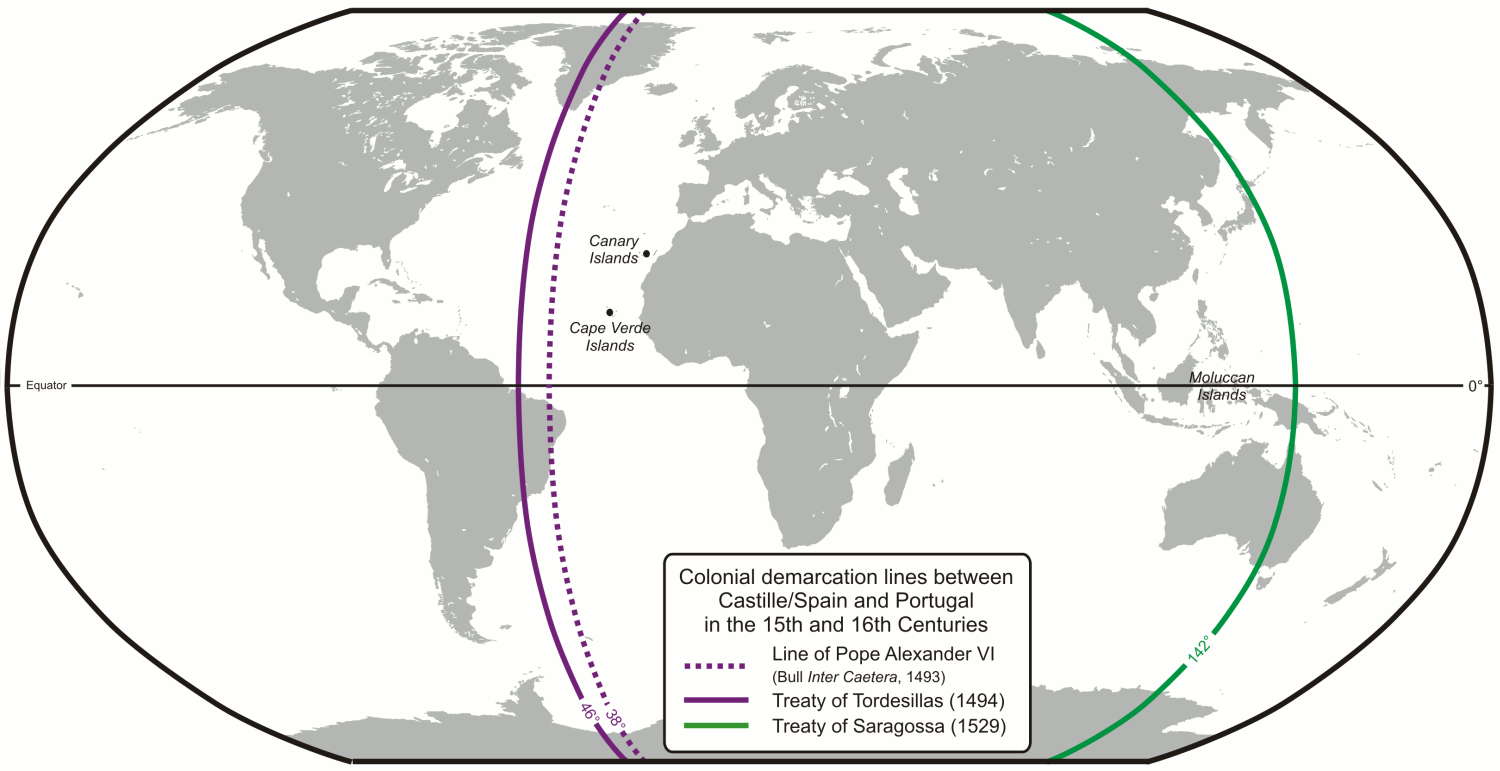 Canary
Islands
Cape Verde
Islands
Equator
Moluccan
Islands
0°
Colonial demarcation lines between
Castille/Spain and Portugal
in the 15th and 16th Centuries
Line of Pope Alexander VI
(Bull Inter Caetera, 1493)
Treaty of Tordesillas (1494)
Treaty of Saragossa (1529)
46°
38°
142°